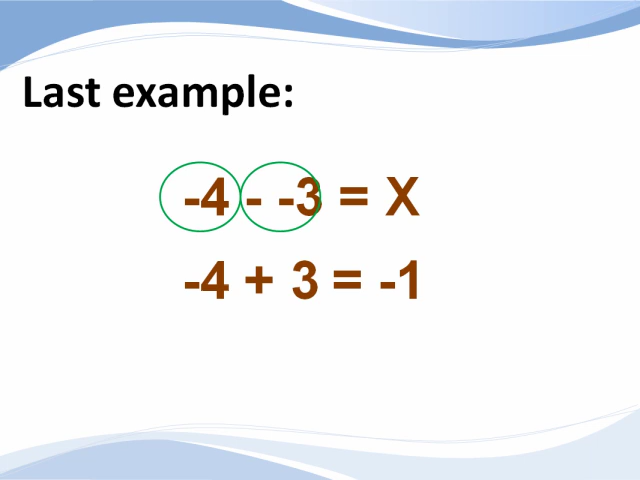 Last example:
-4 - -3 = X
-4 + 3 = -1